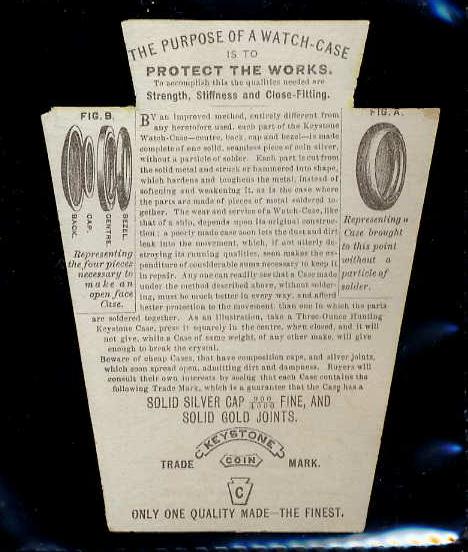 THE PURPOSE OF A WATCH-CASE
IS TO
PROTECT THE WORKS.
To accomplish this the qualities needed are
Strength, Stiffness and Close-Fitting.
FIG. B.
BACK.
CAP.
CENTRE.
BEZEL.
Representing
the four pieces
necessary to
make an
open face
Case.
BY an improved method, entirely different from
any heretofore used, each part of the Keystone
Watch-Case—centre, back, cap and bezel—is made
complete of one solid, seamless piece of coin silver,
without a particle of solder. Each part is cut from
the solid metal and struck or hammered into shape,
which hardens and toughens the metal, instead of
softening and weakening it, as is the case where
the parts are made of pieces of metal soldered to-
gether. The wear and service of a Watch-Case, like
that of a ship, depends upon its original construc-
tion; a poorly made case soon lets the dust and dirt
leak into the movement, which, if not utterly de-
stroying its running qualities, soon makes the ex-
penditure of considerable sums necessary to keep it
in repair. Any one can readily see that a Case made
under the method described above, without solder-
ing, must be much better in every way, and afford
better protection to the movement than one in which the parts
are soldered together. As an illustration, take a Three-Ounce Hunting
Keystone Case, press it squarely in the centre, when closed, and it will
not give, while a Case of same weight, of any other make, will give
enough to break the crystal.
Beware of cheap Cases, that have composition caps, and silver joints,
which soon spread open, admitting dirt and dampness. Buyers will
consult their own interests by seeing that each Case contains the
following Trade Mark, which is a guarantee that the Case has a
FIG. A.
Representing a
Case brought
to this point
without a
particle of
solder.
SOLID SILVER CAP 900/1000 FINE, AND
SOLID GOLD JOINTS.
KEYSTONE
TRADE COIN MARK.
C
ONLY ONE QUALITY MADE—THE FINEST.